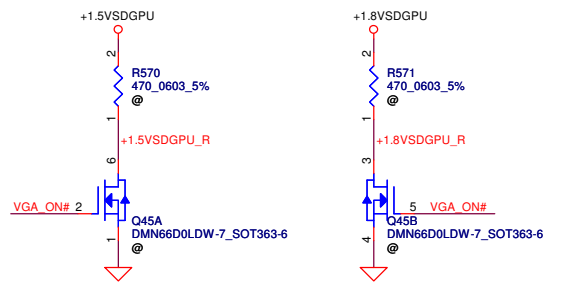 +1.5VSDGPU
2
R570
470_0603_5%
@
1
+1.5VSDGPU_R
6
VGA_ON# 2
Q45A
DMN66D0LDW-7_SOT363-6
@
1
+1.8VSDGPU
2
R571
470_0603_5%
@
1
+1.8VSDGPU_R
3
5 VGA_ON#
Q45B
DMN66D0LDW-7_SOT363-6
@
4